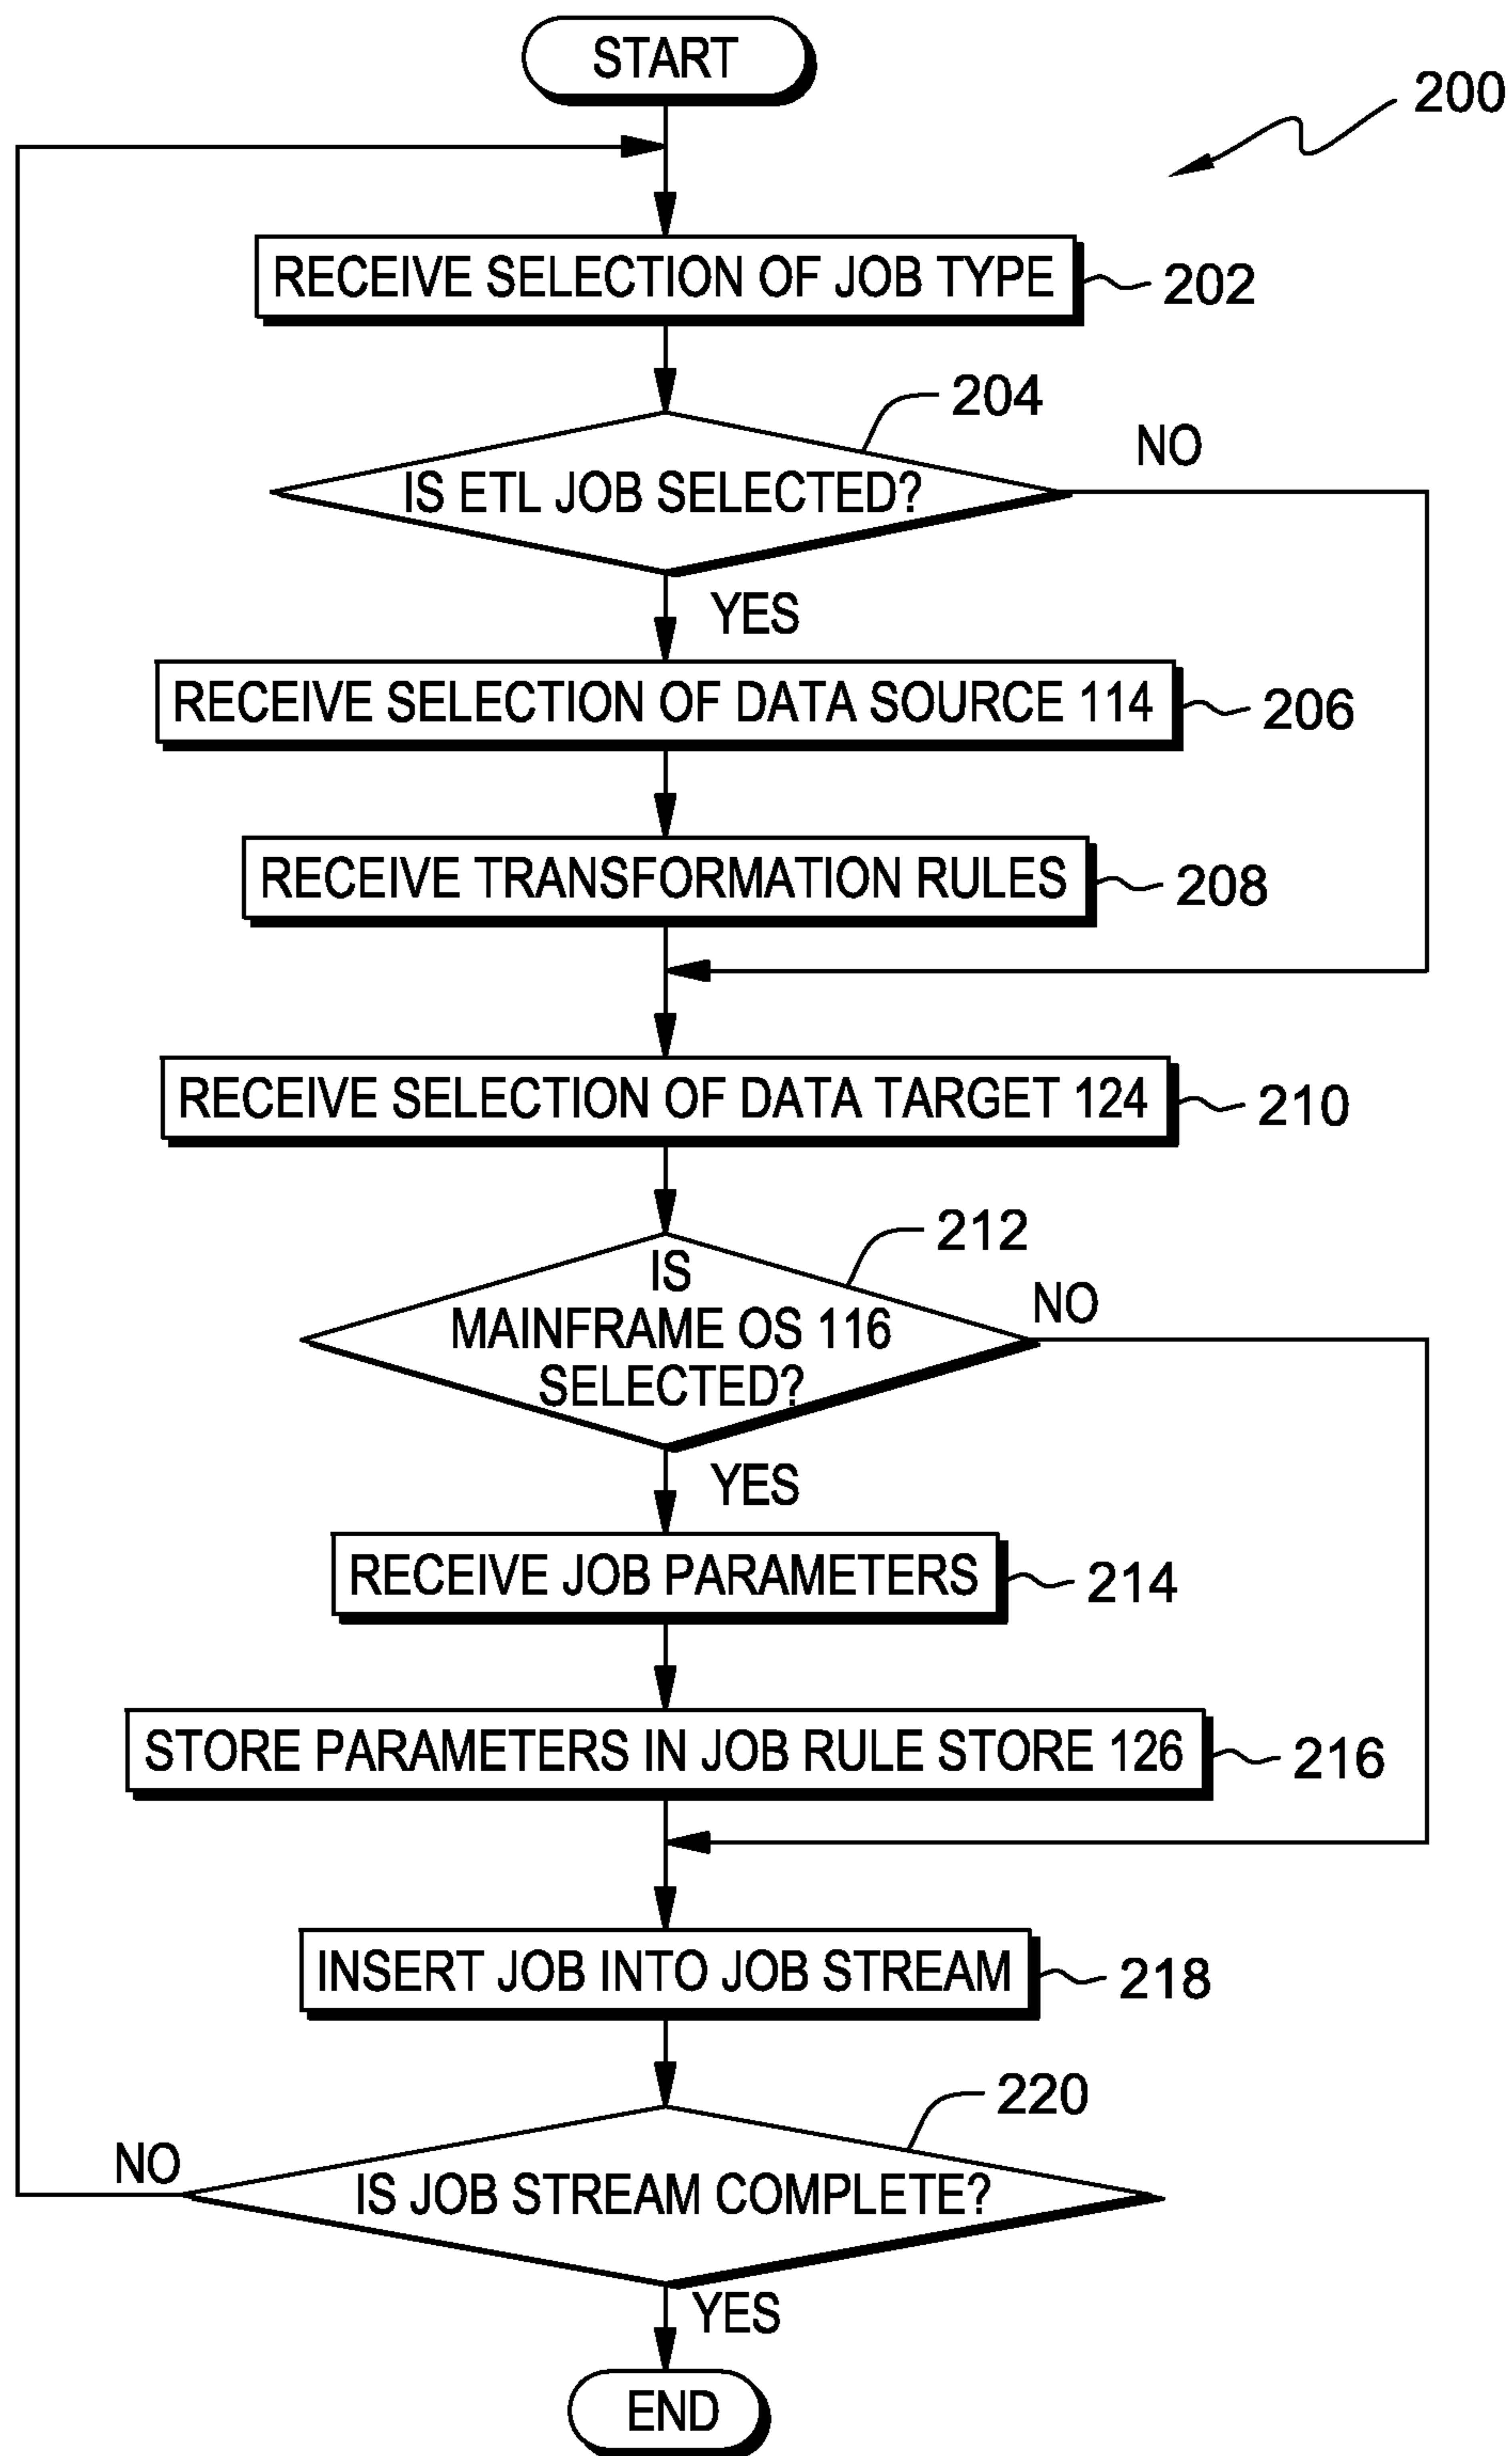 START
200
RECEIVE SELECTION OF JOB TYPE
202
204
IS ETL JOB SELECTED?
NO
YES
RECEIVE SELECTION OF DATA SOURCE 114
206
RECEIVE TRANSFORMATION RULES
208
RECEIVE SELECTION OF DATA TARGET 124
210
212
IS
MAINFRAME OS 116
SELECTED?
NO
YES
RECEIVE JOB PARAMETERS
214
STORE PARAMETERS IN JOB RULE STORE 126
216
INSERT JOB INTO JOB STREAM
218
220
NO
IS JOB STREAM COMPLETE?
YES
END